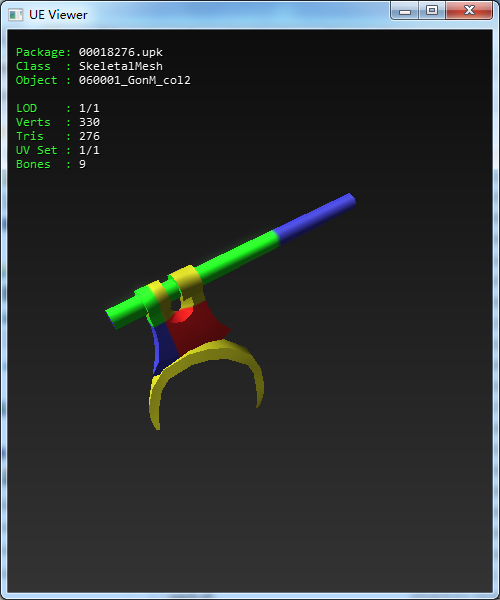 UE Viewer
Package: 00018276.upk
Class  : SkeletalMesh
Object : 060001_GonM_col2
LOD    : 1/1
Verts  : 330
Tris   : 276
UV Set : 1/1
Bones  : 9